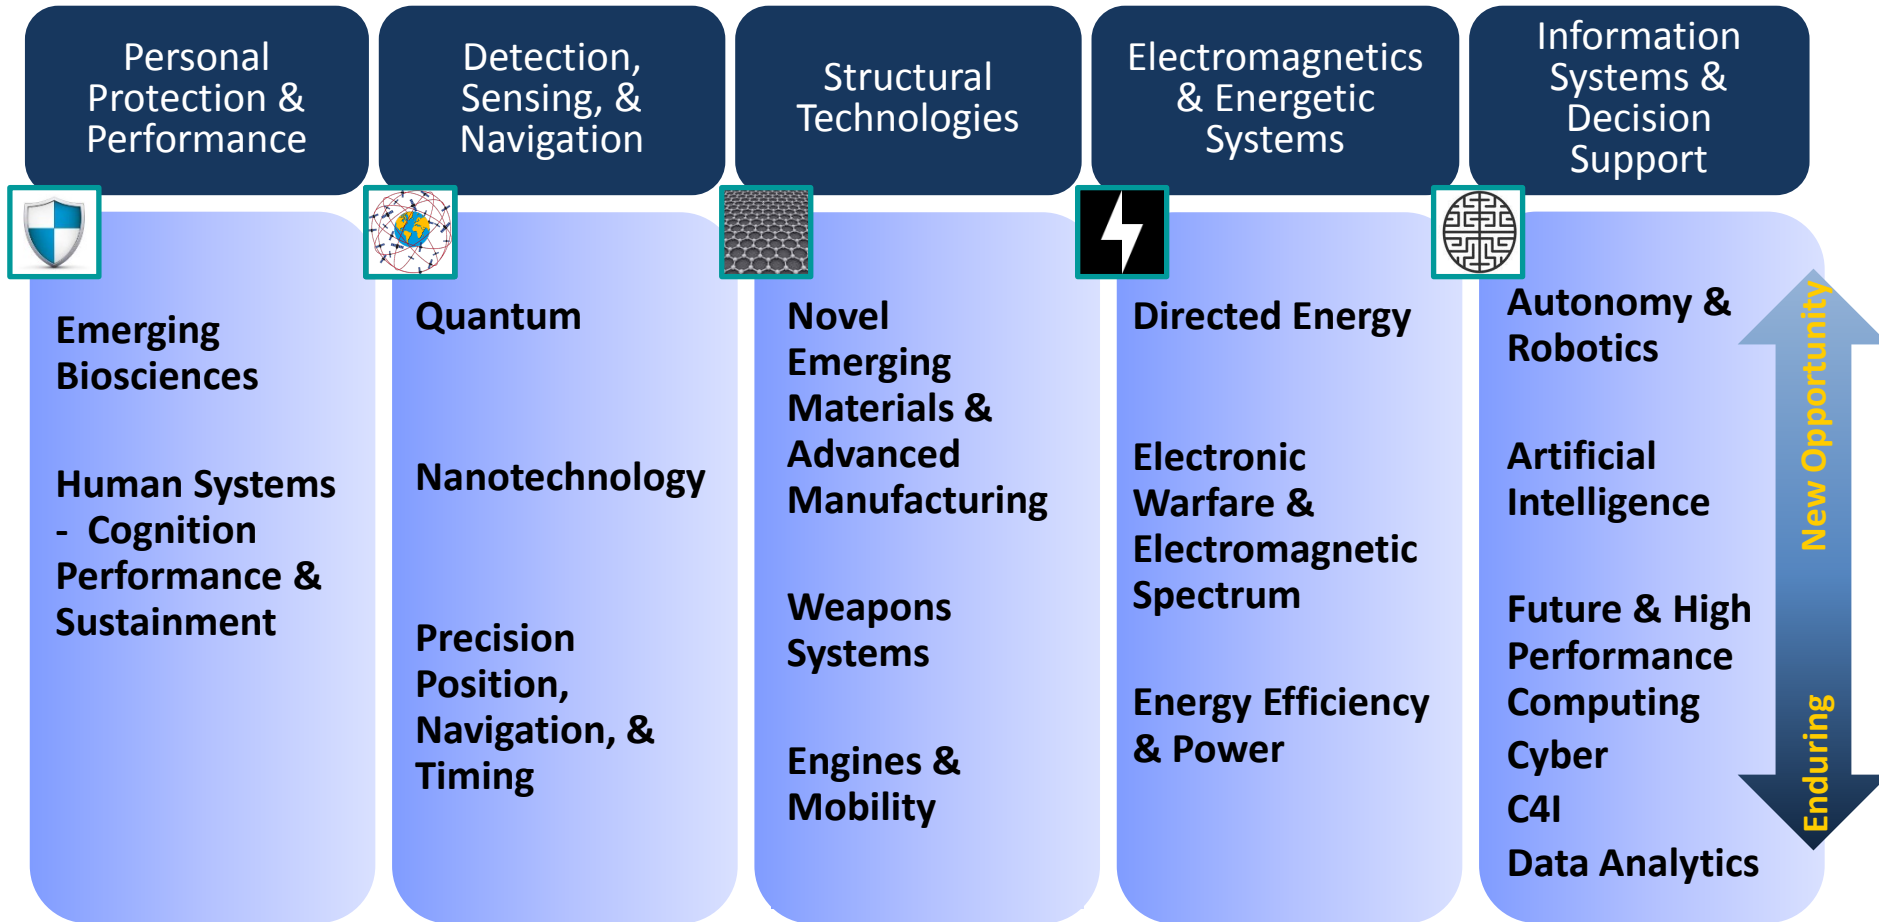 Personal
Protection &
Performance
Emerging
Biosciences
Human Systems
- Cognition
Performance &
Sustainment
Detection,
Sensing, &
Navigation
Quantum
Nanotechnology
Precision
Position,
Navigation, &
Timing
Structural
Technologies
Novel
Emerging
Materials &
Advanced
Manufacturing
Weapons
Systems
Engines &
Mobility
Electromagnetics
& Energetic
Systems
Directed Energy
Electronic
Warfare &
Electromagnetic
Spectrum
Energy Efficiency
& Power
Information
Systems &
Decision
Support
Autonomy &
Robotics
Artificial
Intelligence
Future & High
Performance
Computing
Cyber
C4I
Data Analytics
New Opportunity
Enduring